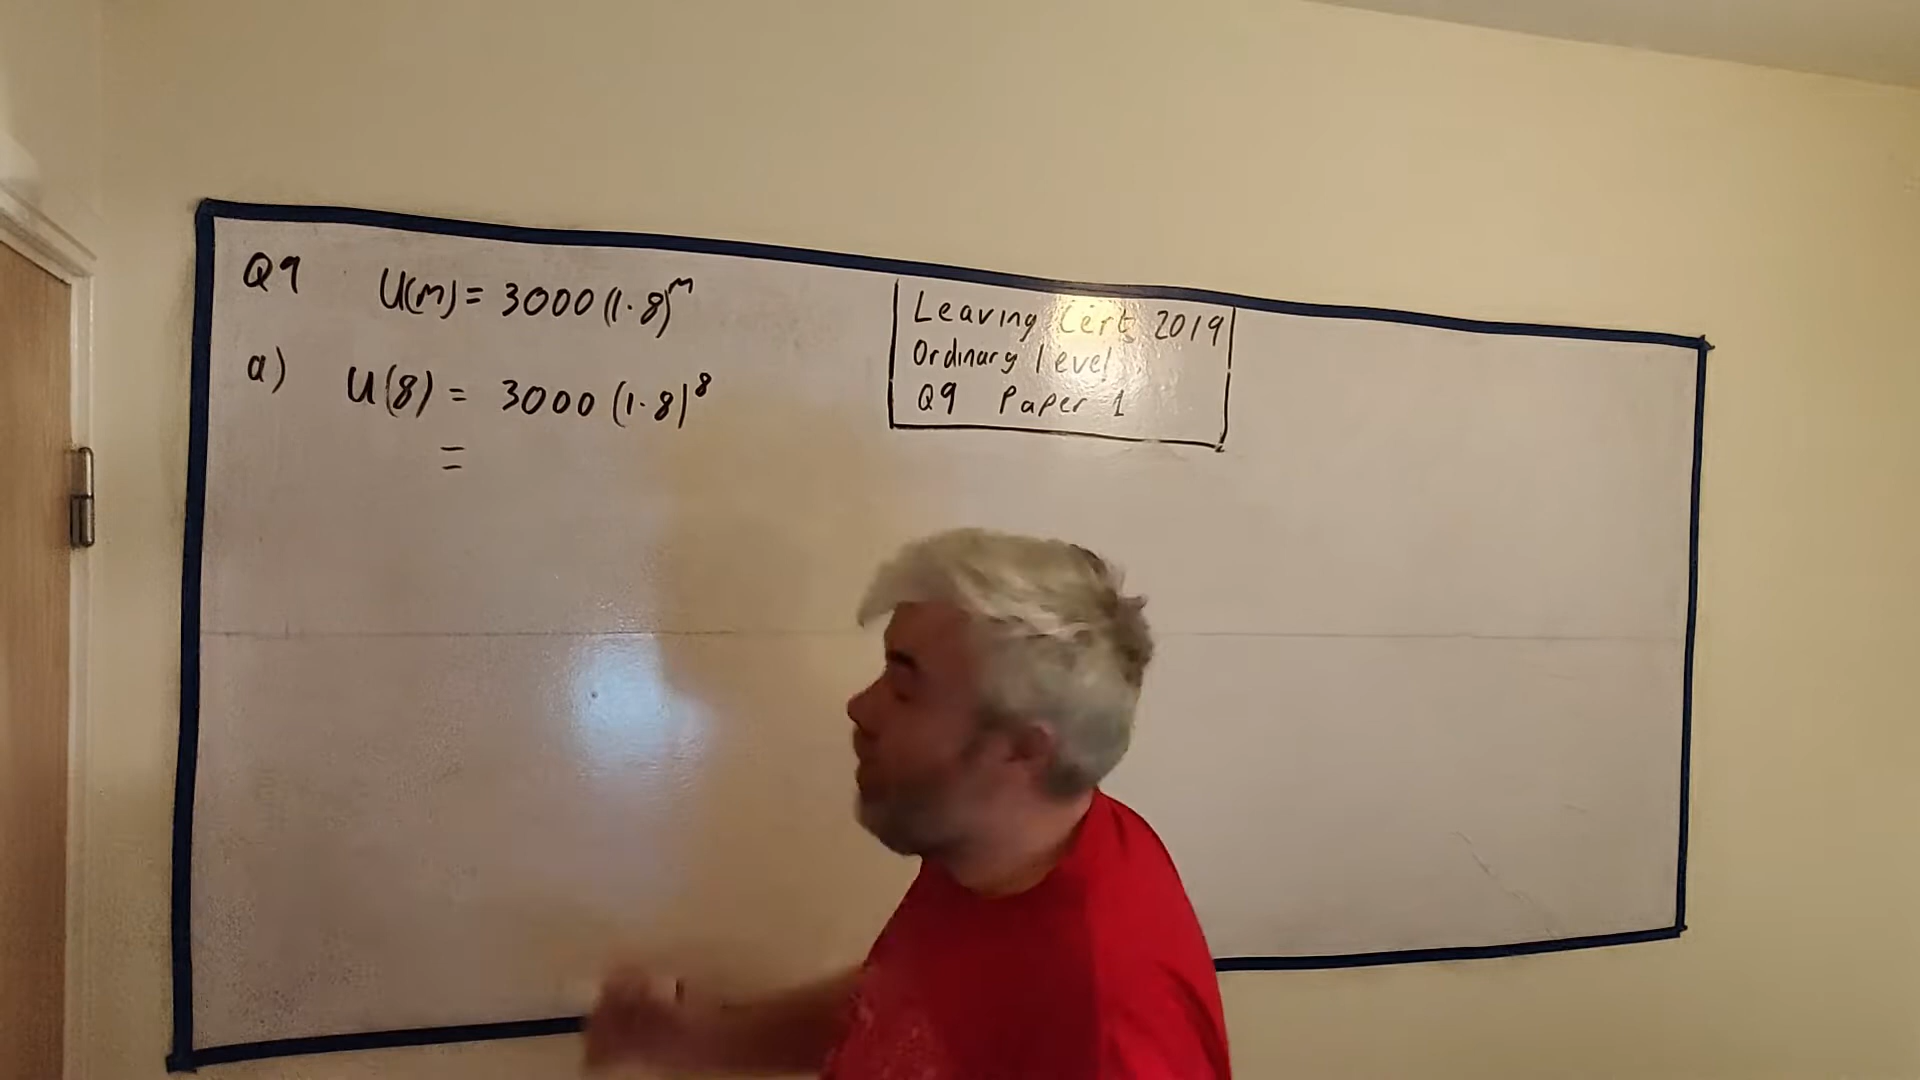 Q9 U(m) = 3000 (1.8)^m
a) U(8) = 3000 (1.8)^8
=
Leaving Cert 2019
Ordinary level
Q9 Paper 1